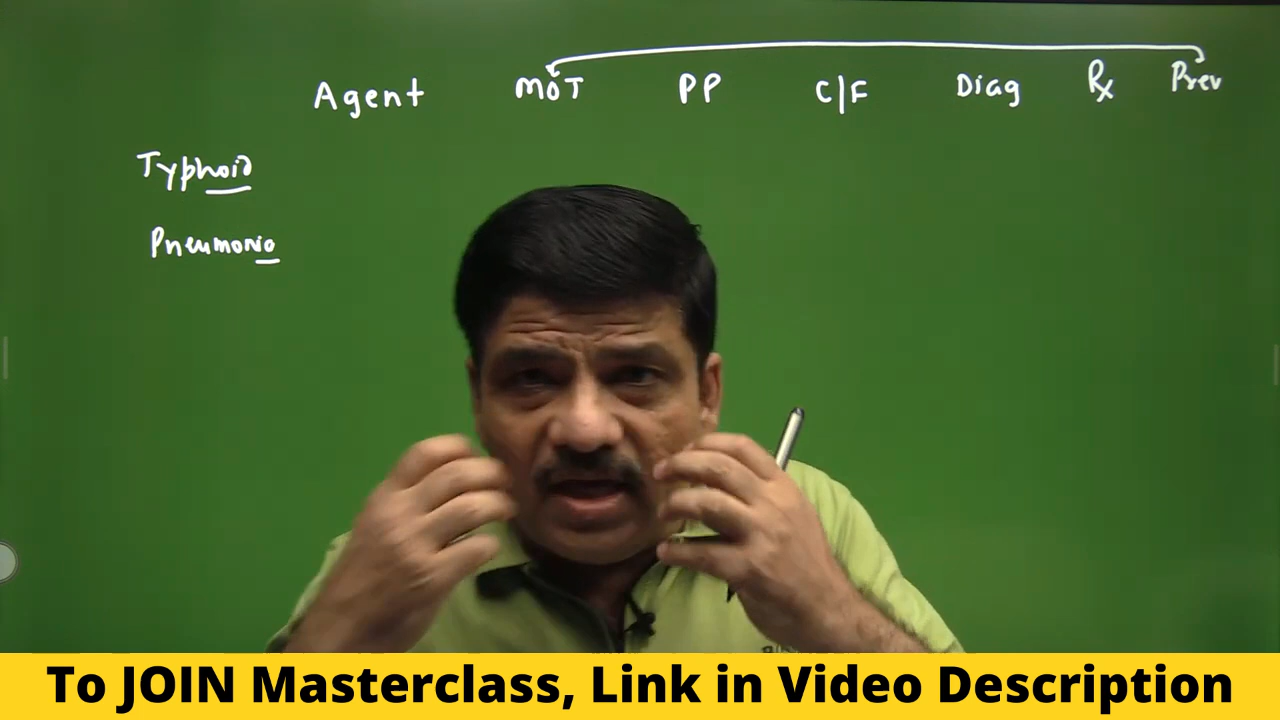 Agent MOT PP C/F Diag Rx Prev
Typhoid
Pneumonia
To JOIN Masterclass, Link in Video Description